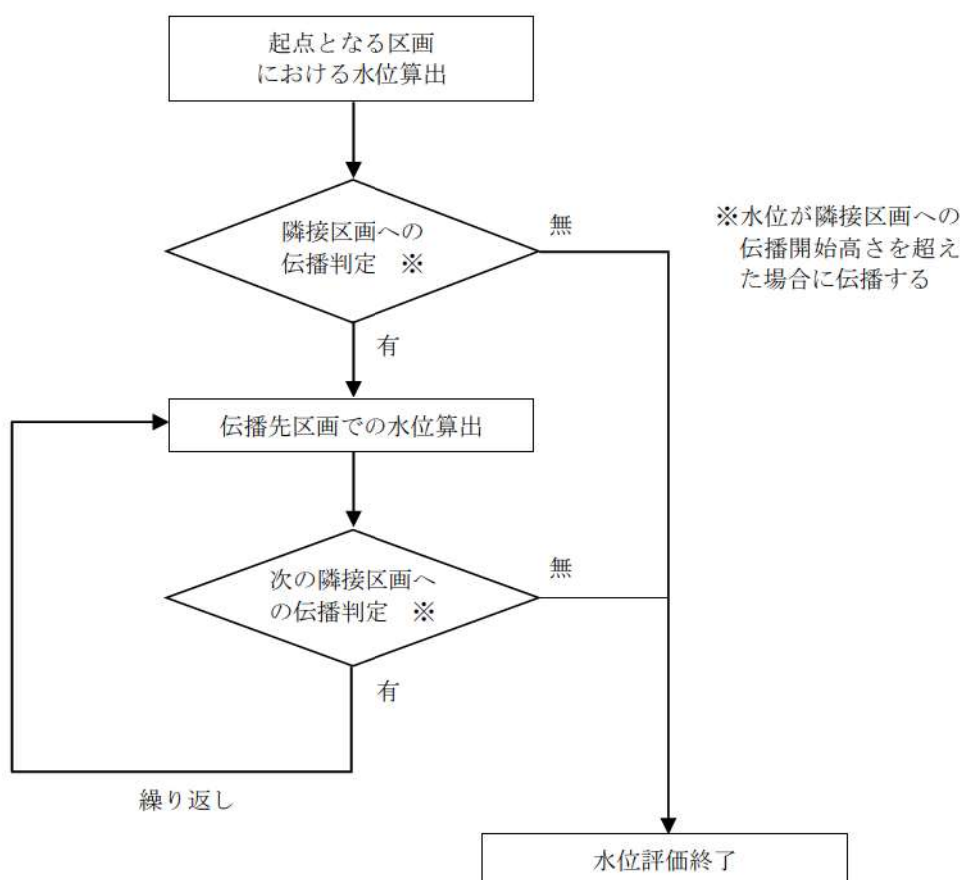 起点となる区画
における水位算出
隣接区画への
伝播判定　※
無
※水位が隣接区画への
伝播開始高さを超え
た場合に伝播する
有
伝播先区画での水位算出
次の隣接区画へ
の伝播判定　※
無
有
繰り返し
水位評価終了